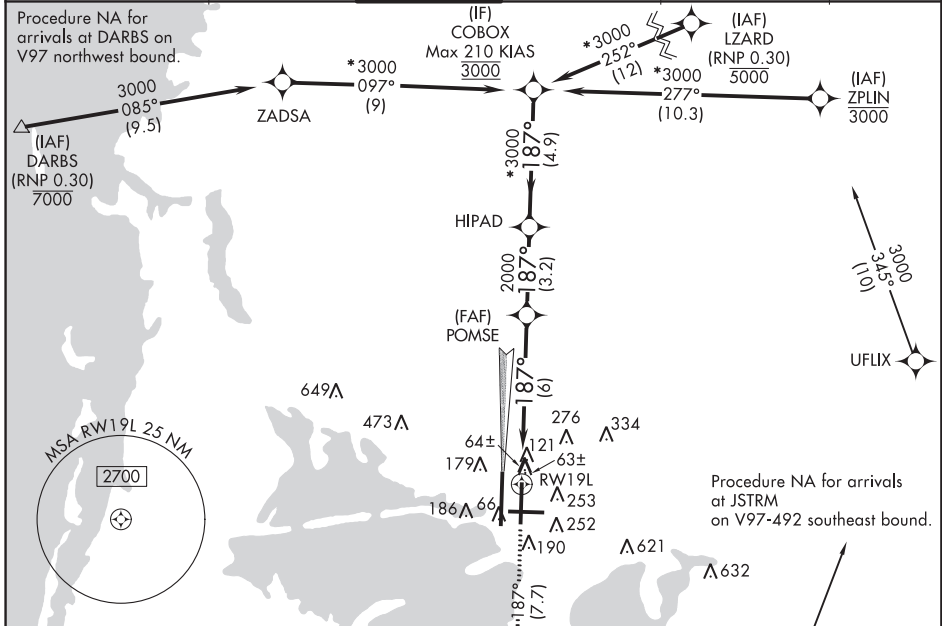 Procedure NA for
arrivals at DARBS on
V97 northwest bound.
(IF)
COBOX
Max 210 KIAS
3000
(IAF)
LZARD
(RNP 0.30)
5000
*3000
252°
(12)
*3000
277°
(10.3)
(IAF)
ZPLIN
3000
*3000
097°
(9)
ZADSA
3000
085°
(9.5)
(IAF)
DARBS
(RNP 0.30)
7000
*3000
187°
(4.9)
HIPAD
2000
187°
(3.2)
(FAF)
POMSE
187°
(6)
3000
345°
(10)
UFLIX
649
473
276
334
64±
121
63±
179
RW19L
253
186
66
252
190
621
632
MSA RW19L 25 NM
2700
Procedure NA for arrivals
at JSTRM
on V97-492 southeast bound.
187°
(7.7)